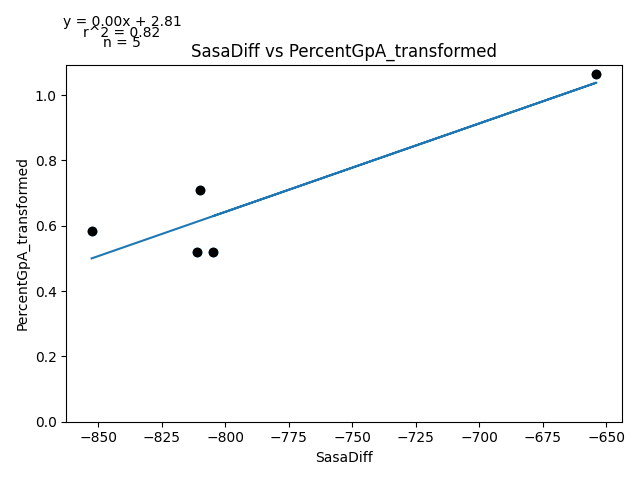 y = 0.00x + 2.81
r^2 = 0.82
n = 5
SasaDiff vs PercentGpA_transformed
1.0
0.8
0.6
0.4
0.2
0.0
PercentGpA_transformed
−850
−825
−800
−775
−750
−725
−700
−675
−650
SasaDiff